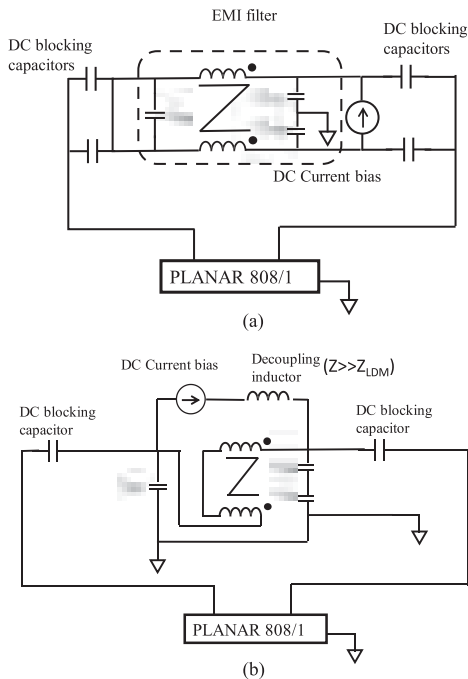 EMI filter
DC blocking
capacitors
DC blocking
capacitors
DC Current bias
PLANAR 808/1
(a)
DC Current bias
Decoupling
inductor
(Z>>Z_LDM)
DC blocking
capacitor
DC blocking
capacitor
PLANAR 808/1
(b)